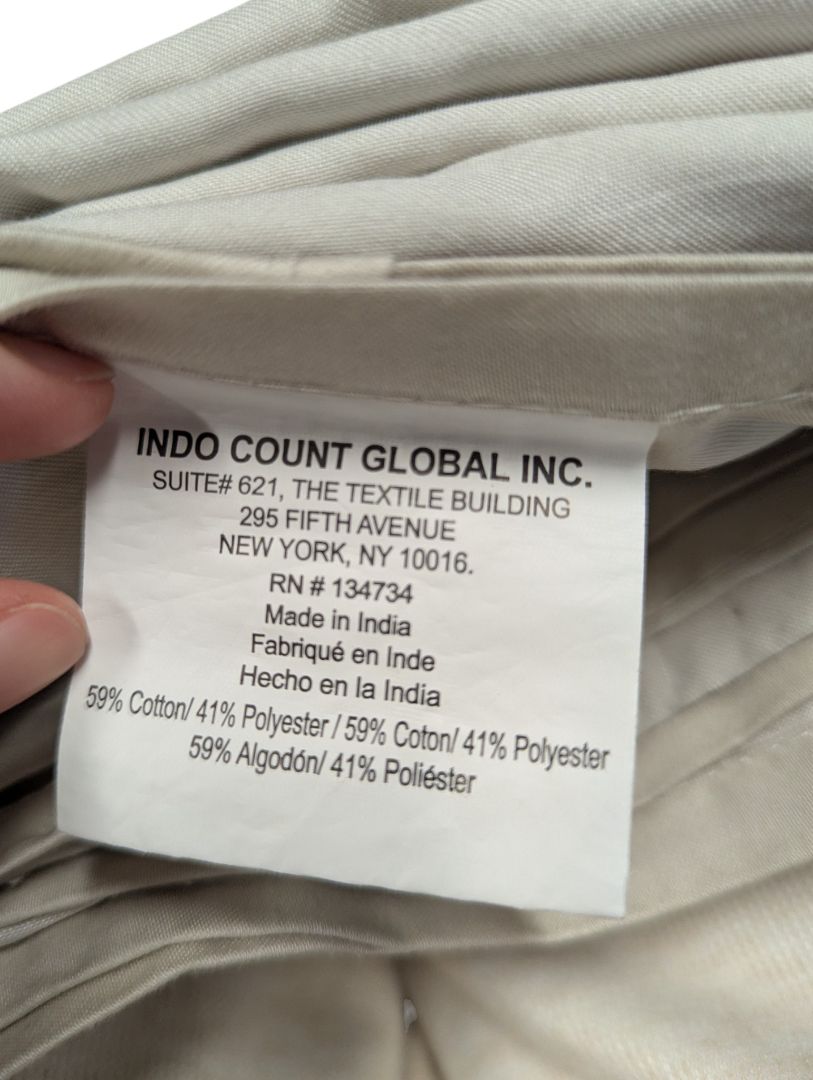 INDO COUNT GLOBAL INC.
SUITE# 621, THE TEXTILE BUILDING
295 FIFTH AVENUE
NEW YORK, NY 10016.
RN # 134734
Made in India
Fabriqué en Inde
Hecho en la India
59% Cotton/ 41% Polyester / 59% Coton/ 41% Polyester
59% Algodón/ 41% Poliéster